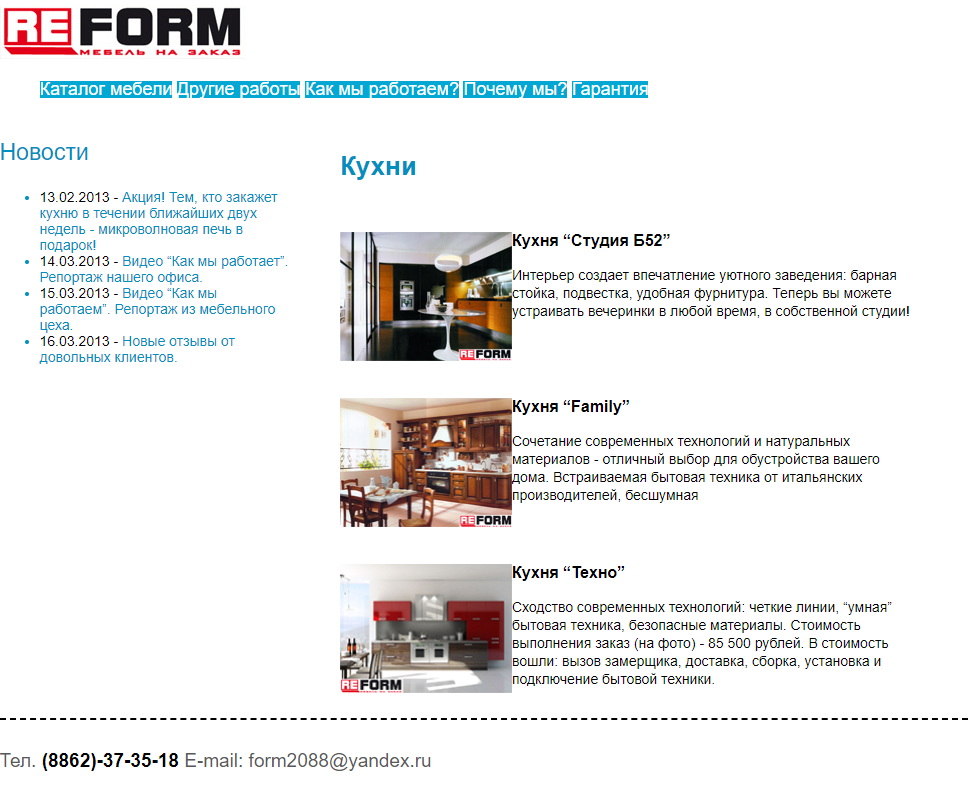 REFORM
МЕБЕЛЬ НА ЗАКАЗ
Каталог мебели Другие работы Как мы работаем? Почему мы? Гарантия
Новости
13.02.2013 - Акция! Тем, кто закажет
кухню в течении ближайших двух
недель - микроволновая печь в
подарок!
14.03.2013 - Видео “Как мы работает”.
Репортаж нашего офиса.
15.03.2013 - Видео “Как мы
работаем”. Репортаж из мебельного
цеха.
16.03.2013 - Новые отзывы от
довольных клиентов.
Кухни
Кухня “Студия Б52”
Интерьер создает впечатление уютного заведения: барная
стойка, подвестка, удобная фурнитура. Теперь вы можете
устраивать вечеринки в любой время, в собственной студии!
REFORM
Кухня “Family”
Сочетание современных технологий и натуральных
материалов - отличный выбор для обустройства вашего
дома. Встраиваемая бытовая техника от итальянских
производителей, бесшумная
REFORM
Кухня “Техно”
Сходство современных технологий: четкие линии, “умная”
бытовая техника, безопасные материалы. Стоимость
выполнения заказ (на фото) - 85 500 рублей. В стоимость
вошли: вызов замерщика, доставка, сборка, установка и
подключение бытовой техники.
REFORM
Тел. (8862)-37-35-18 E-mail: form2088@yandex.ru